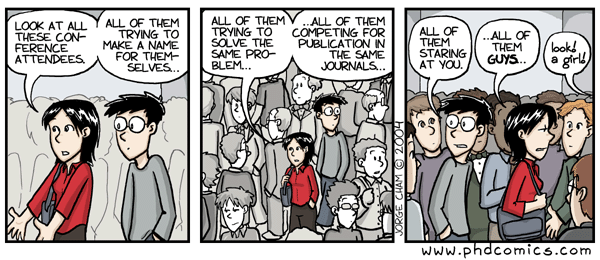 LOOK AT ALL
THESE CON-
FERENCE
ATTENDEES.
ALL OF THEM
TRYING TO
MAKE A NAME
FOR THEM-
SELVES...
ALL OF THEM
TRYING TO
SOLVE THE
SAME PRO-
BLEM...
...ALL OF THEM
COMPETING FOR
PUBLICATION IN
THE SAME
JOURNALS...
JORGE CHAM © 2004
ALL OF
THEM
STARING
AT YOU.
...ALL OF
THEM
GUYS...
look!
a girl!
www.phdcomics.com